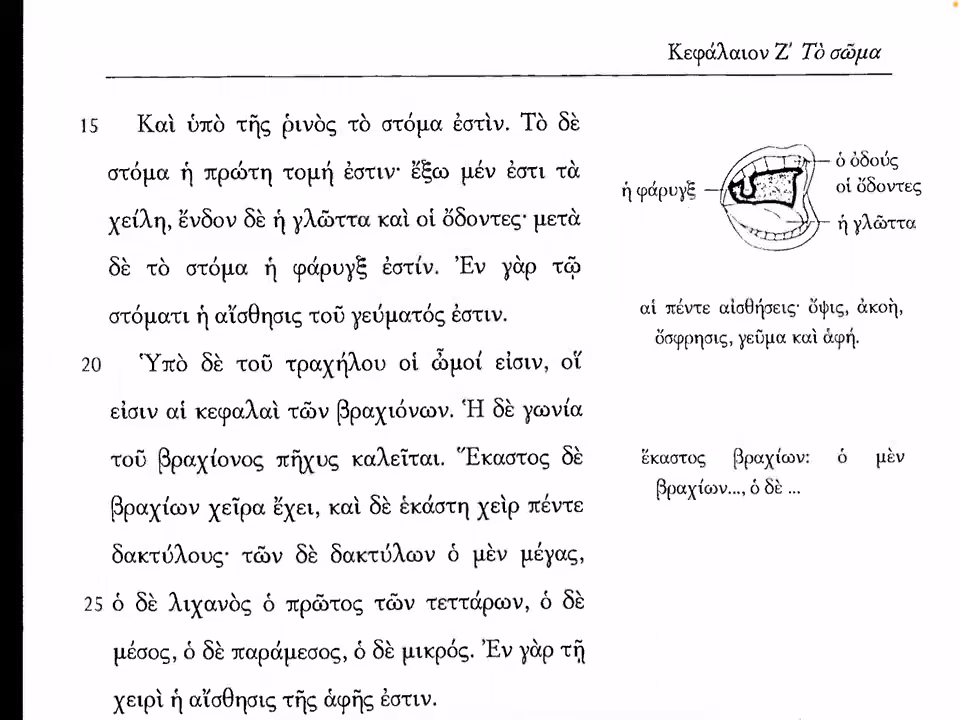 Κεφάλαιον Ζʹ Τὸ σῶμα
15 Καὶ ὑπὸ τῆς ῥινὸς τὸ στόμα ἐστὶν. Τὸ δὲ
στόμα ἡ πρώτη τομή ἐστιν· ἔξω μέν ἐστι τὰ
χείλη, ἔνδον δὲ ἡ γλῶττα καὶ οἱ ὄδοντες· μετὰ
δὲ τὸ στόμα ἡ φάρυγξ ἐστίν. Ἐν γὰρ τῷ
στόματι ἡ αἴσθησις τοῦ γεύματός ἐστιν.
20 Ὑπὸ δὲ τοῦ τραχήλου οἱ ὦμοί εἰσιν, οἵ
εἰσιν αἱ κεφαλαὶ τῶν βραχιόνων. Ἡ δὲ γωνία
τοῦ βραχίονος πῆχυς καλεῖται. Ἕκαστος δὲ
βραχίων χεῖρα ἔχει, καὶ δὲ ἑκάστη χεὶρ πέντε
δακτύλους· τῶν δὲ δακτύλων ὁ μὲν μέγας,
25 ὁ δὲ λιχανὸς ὁ πρῶτος τῶν τεττάρων, ὁ δὲ
μέσος, ὁ δὲ παράμεσος, ὁ δὲ μικρός. Ἐν γὰρ τῇ
χειρὶ ἡ αἴσθησις τῆς ἁφῆς ἐστιν.
ὁ ὀδούς
οἱ ὄδοντες
ἡ φάρυγξ
ἡ γλῶττα
αἱ πέντε αἰσθήσεις· ὄψις, ἀκοὴ,
ὄσφρησις, γεῦμα καὶ ἁφή.
ἕκαστος βραχίων: ὁ μὲν
βραχίων..., ὁ δὲ ...